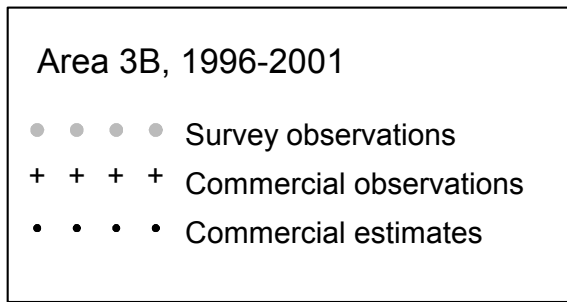 Area 3B, 1996-2001
Survey observations
Commercial observations
Commercial estimates